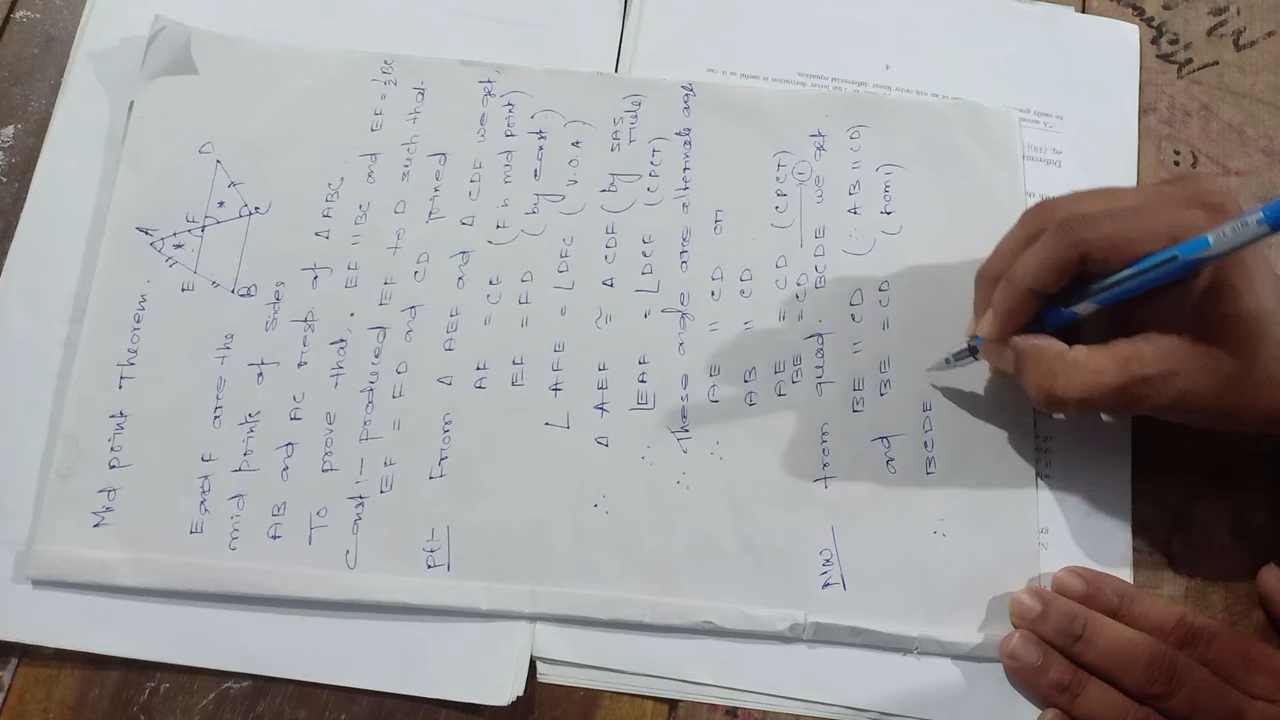 Mid point Theorem.
A
E
F
D
B
C
E and F are the
mid points of sides
AB and AC resp. of Δ ABC
To prove that, . EF || BC and EF = ½ BC
Const:- produced EF to D such that
EF = FD and CD joined
Pf:- From Δ AEF and Δ CDF we get,
AF = CF (F is mid point)
EF = FD (by const)
∠ AFE = ∠ DFC (V.O.A)
∴ Δ AEF ≅ Δ CDF (by SAS rule)
∴ ∠EAF = ∠DCF (CPCT)
∴ These angle are alternate angle
∴ AE || CD or
AB || CD
AE = CD (CPCT)
BE = CD ①
Now from quad. BCDE we get.
BE || CD (∵ AB || CD)
and BE = CD (from 1)
∴ BCDE
4